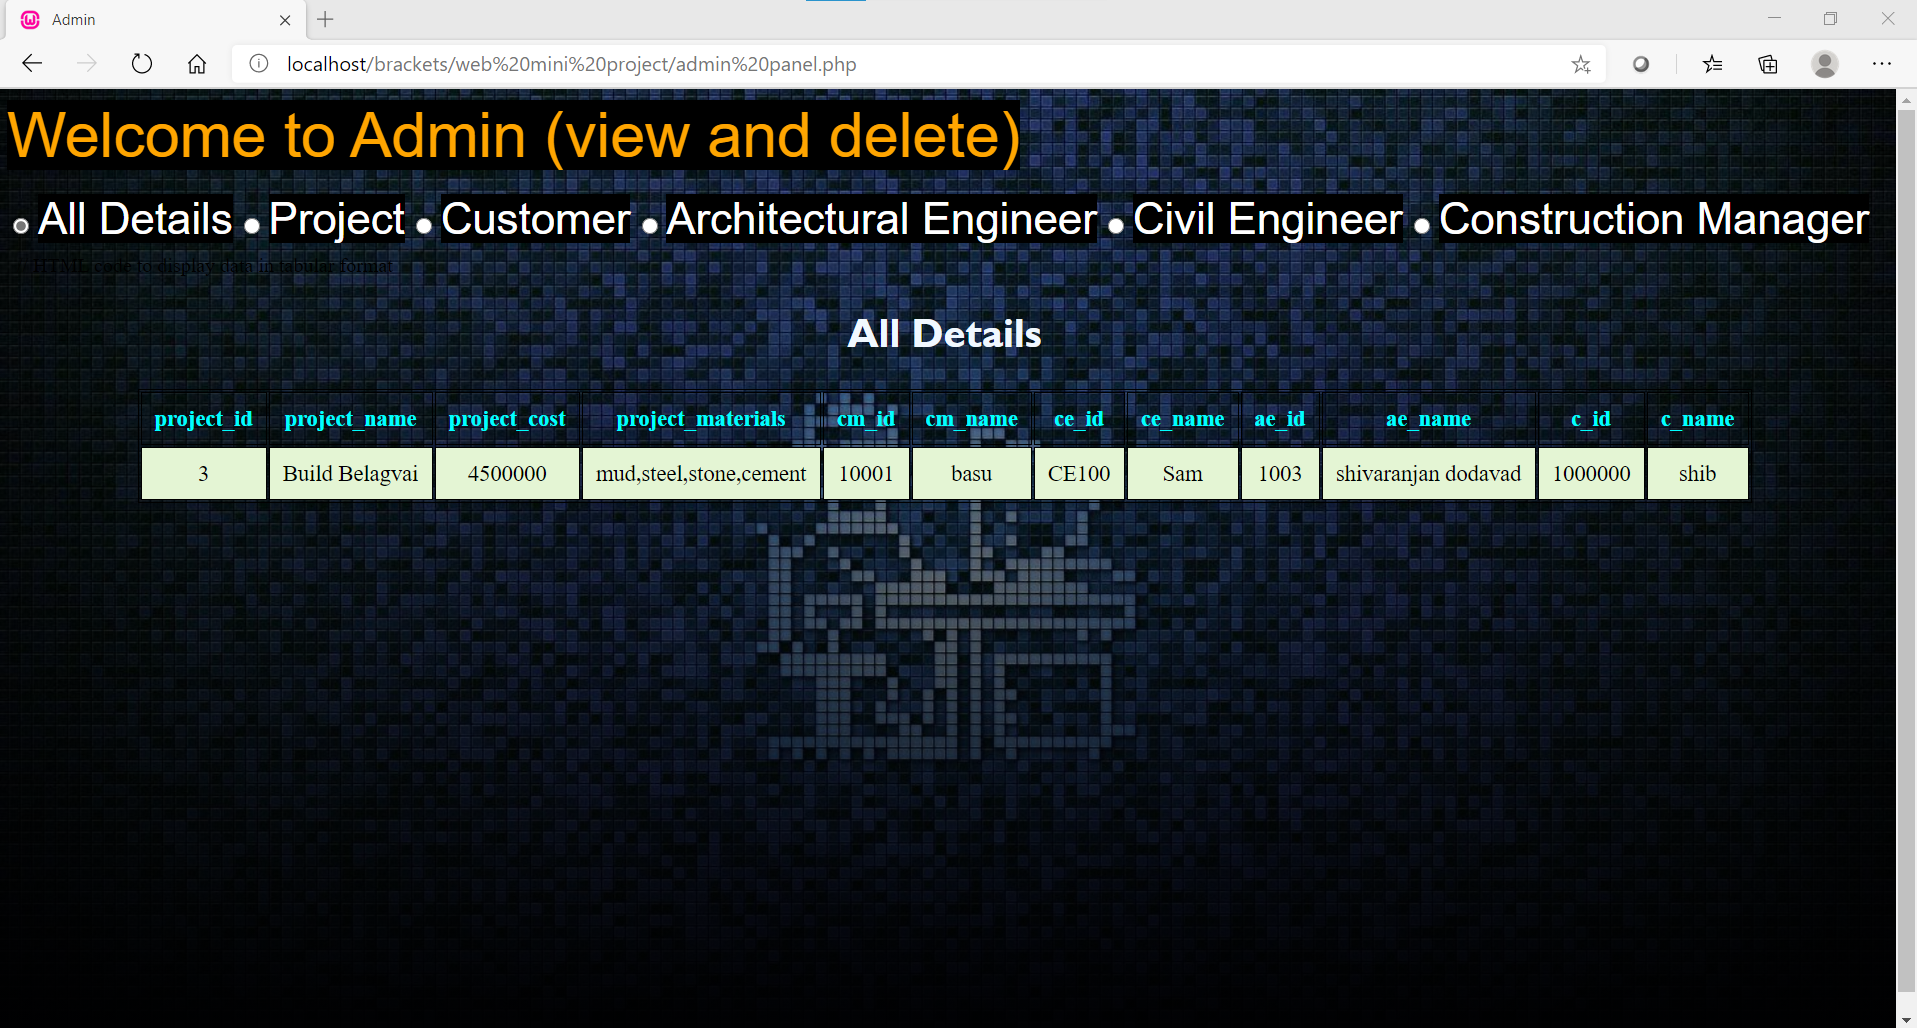 Admin
localhost/brackets/web%20mini%20project/admin%20panel.php
Welcome to Admin (view and delete)
All Details Project Customer Architectural Engineer Civil Engineer Construction Manager
HTML code to display data in tabular format
All Details
project_id project_name project_cost project_materials cm_id cm_name ce_id ce_name ae_id ae_name c_id c_name
3 Build Belagvai 4500000 mud,steel,stone,cement 10001 basu CE100 Sam 1003 shivaranjan dodavad 1000000 shib